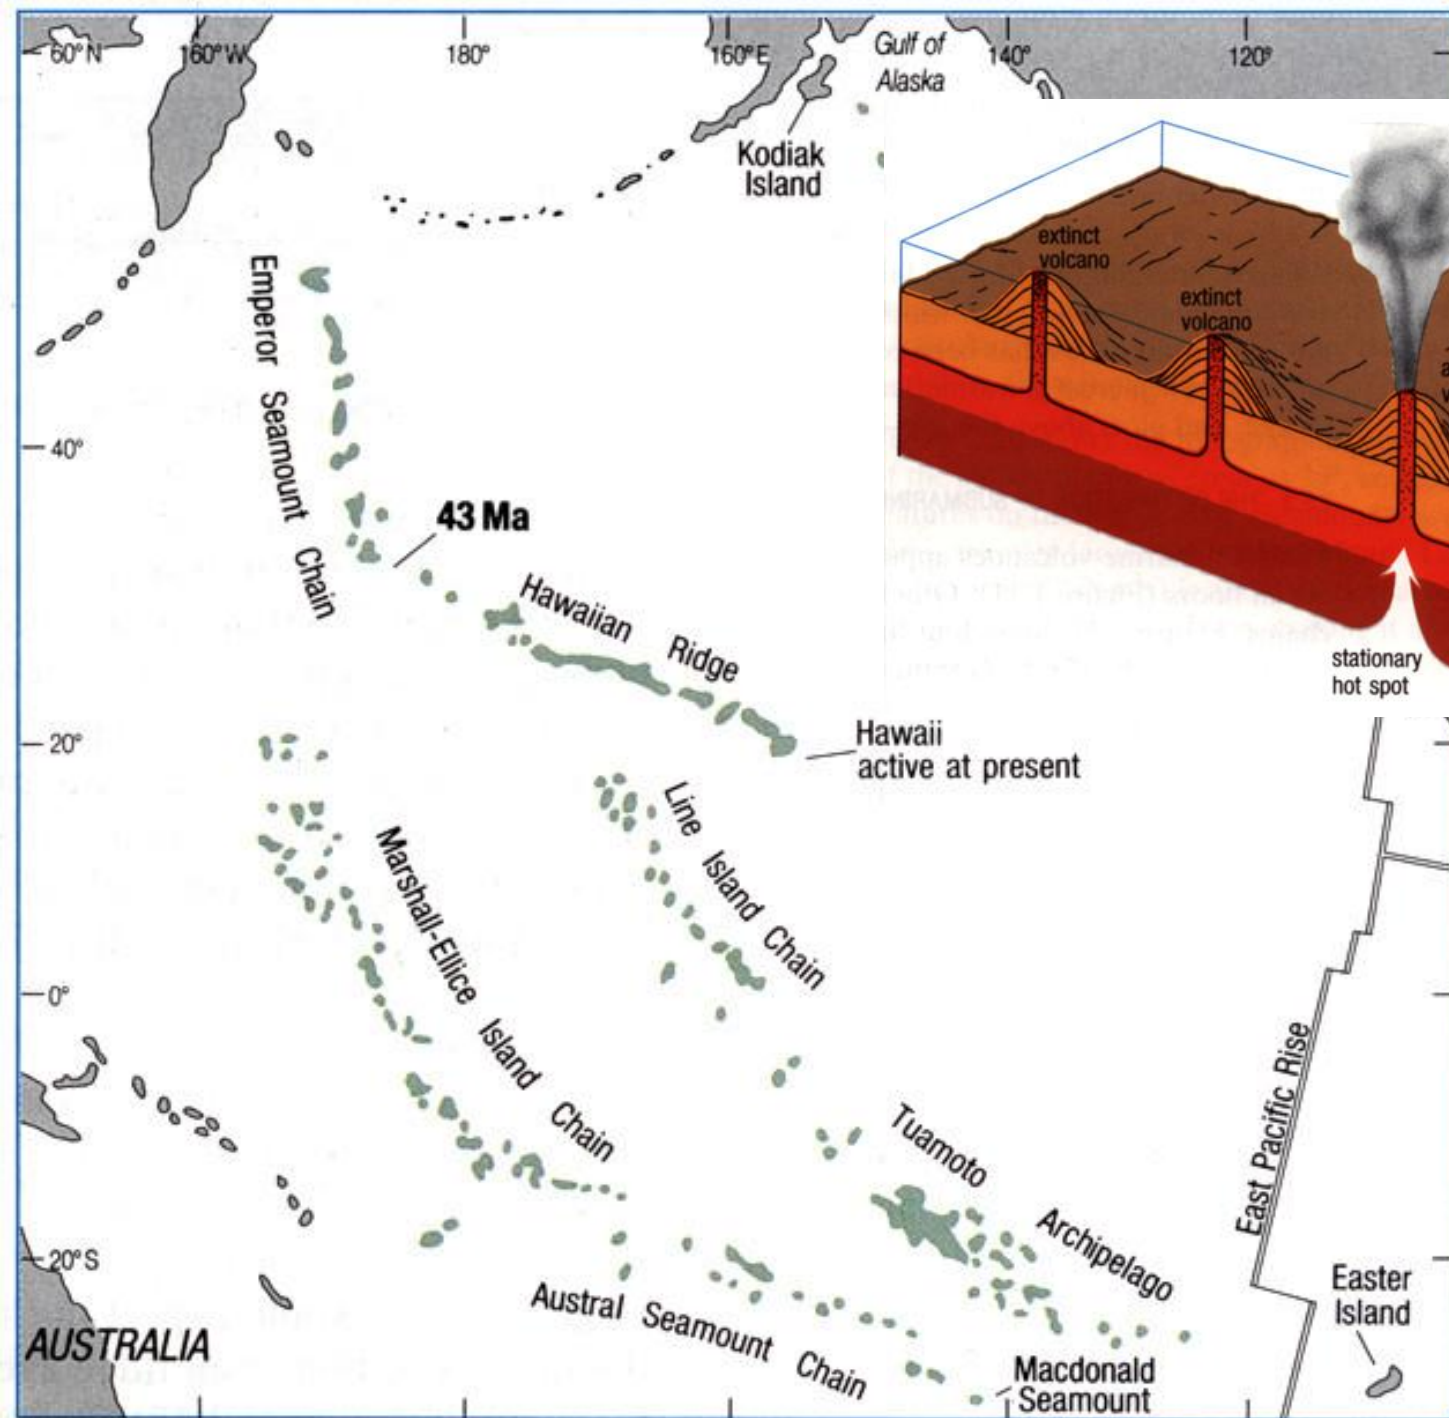 60°N
160°W
180°
160°E
Gulf of
Alaska
140°
120°
Kodiak
Island
extinct
volcano
extinct
volcano
stationary
hot spot
Emperor Seamount Chain
40°
43 Ma
Hawaiian Ridge
20°
Hawaii
active at present
Line Island Chain
Marshall-Ellice Island Chain
0°
Tuamoto Archipelago
East Pacific Rise
20°S
Austral Seamount Chain
Easter
Island
AUSTRALIA
Macdonald
Seamount